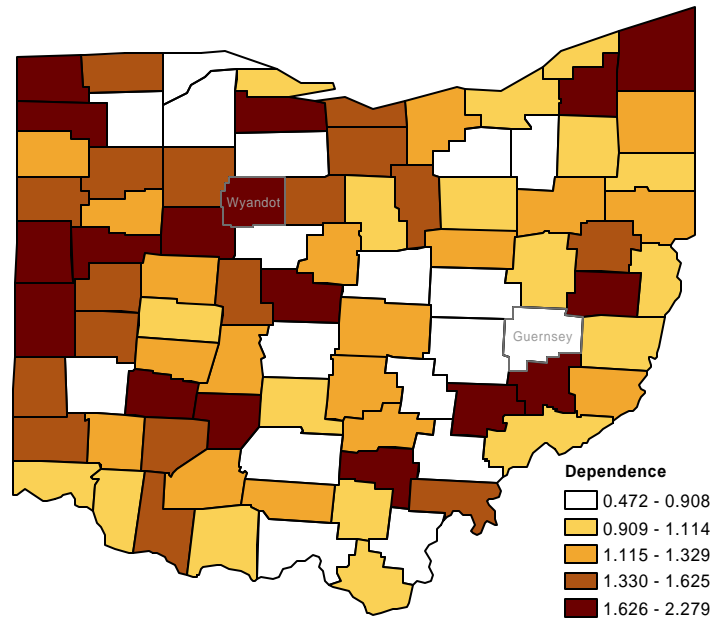 Wyandot
Guernsey
Dependence
0.472 - 0.908
0.909 - 1.114
1.115 - 1.329
1.330 - 1.625
1.626 - 2.279